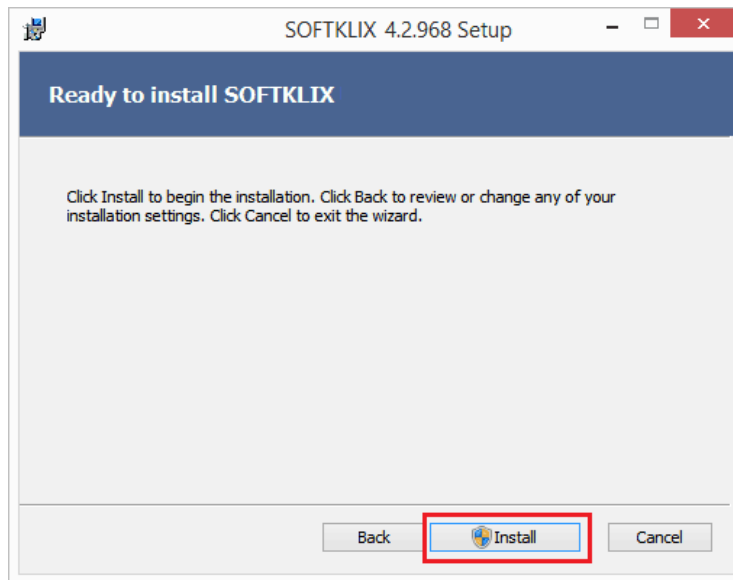 SOFTKLIX 4.2.968 Setup
Ready to install SOFTKLIX
Click Install to begin the installation. Click Back to review or change any of your
installation settings. Click Cancel to exit the wizard.
Back Install Cancel